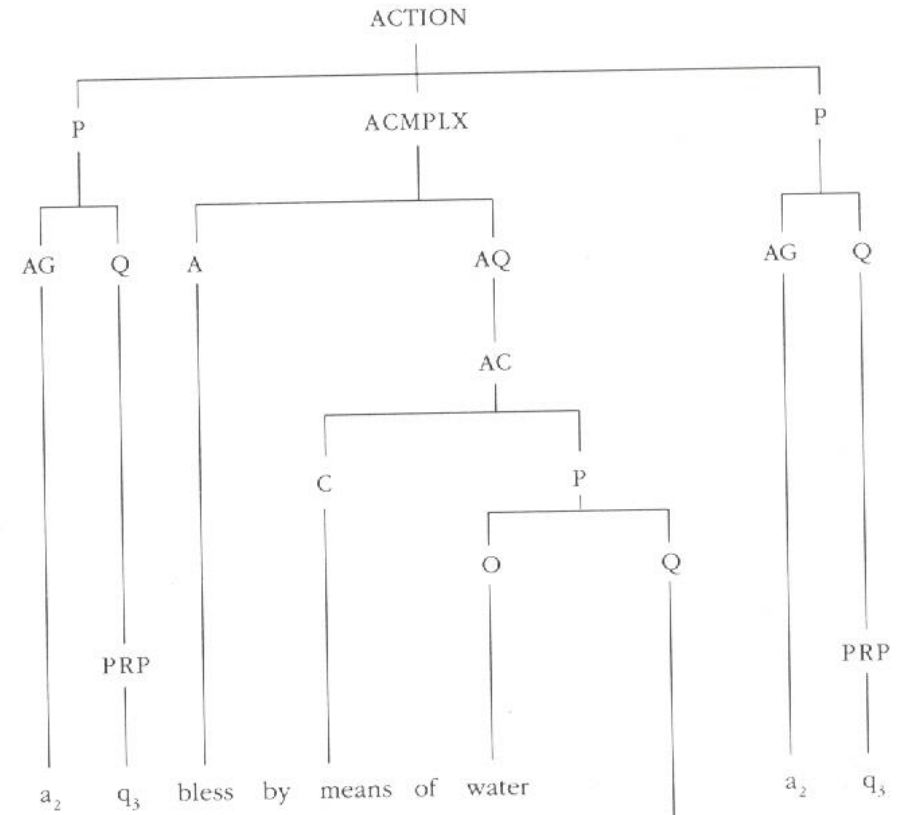 ACTION
P ACMPLX P
AG Q A AQ AG Q
AC
C P
O Q
PRP PRP
a₂ q₃ bless by means of water a₂ q₃